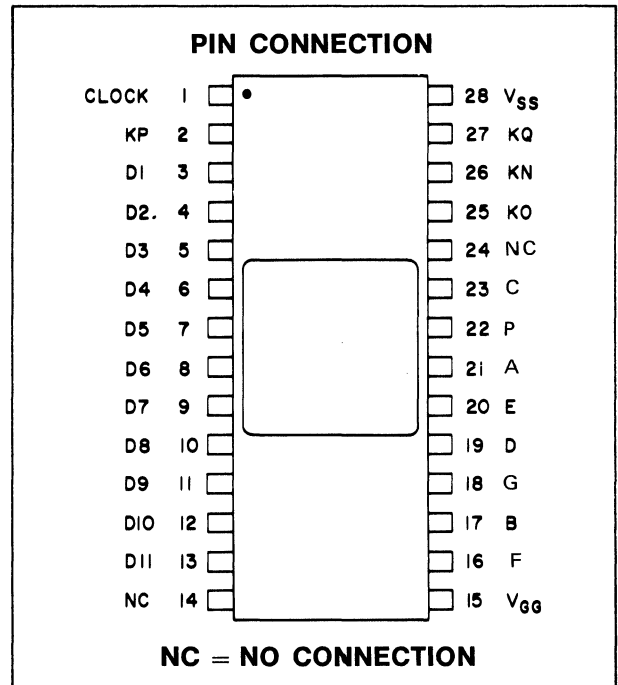 PIN CONNECTION
CLOCK 1 28 VSS
KP 2 27 KQ
D1 3 26 KN
D2. 4 25 KO
D3 5 24 NC
D4 6 23 C
D5 7 22 P
D6 8 21 A
D7 9 20 E
D8 10 19 D
D9 11 18 G
D10 12 17 B
D11 13 16 F
NC 14 15 VGG
NC = NO CONNECTION